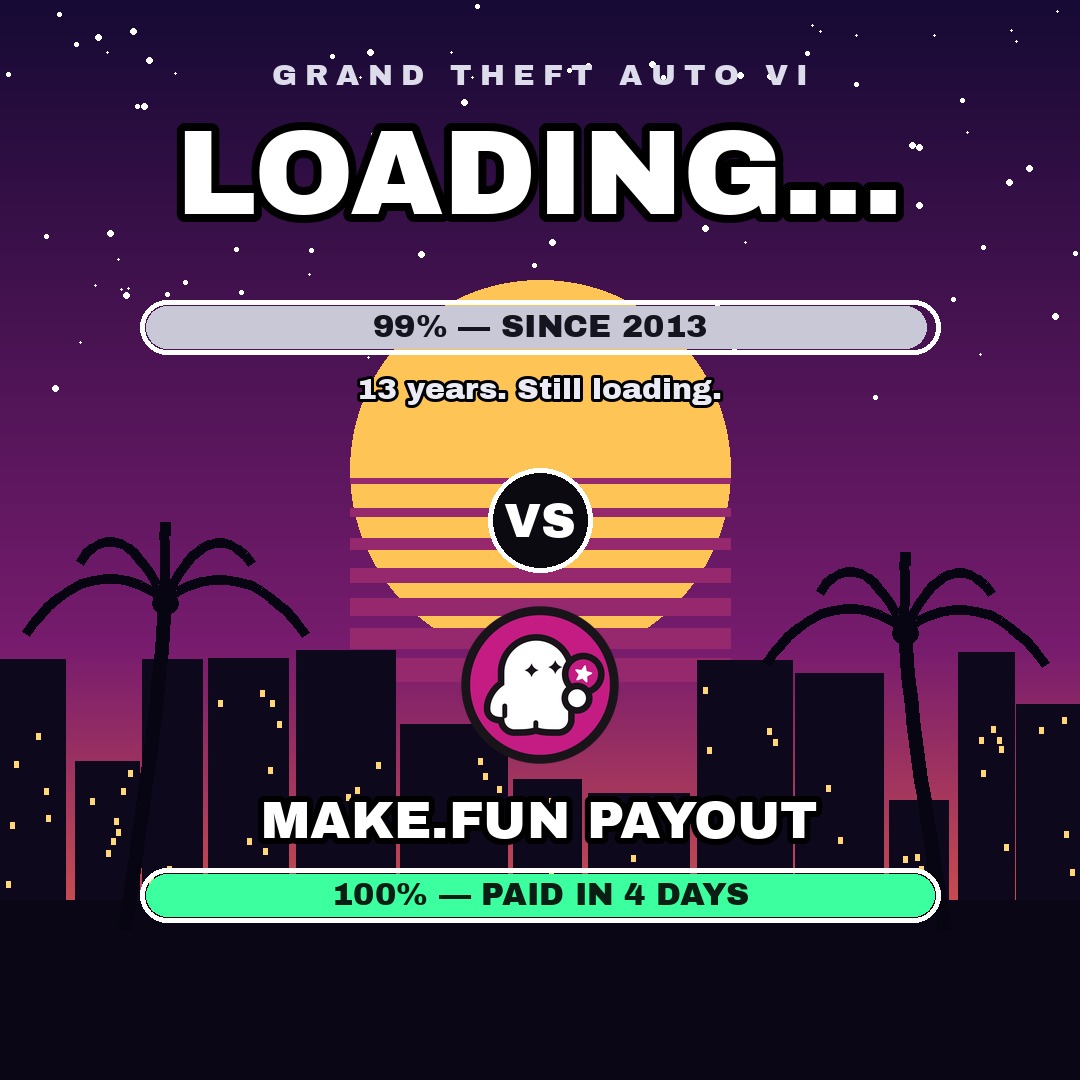 GRAND THEFT AUTO VI
LOADING...
99% — SINCE 2013
13 years. Still loading.
VS
MAKE.FUN PAYOUT
100% — PAID IN 4 DAYS